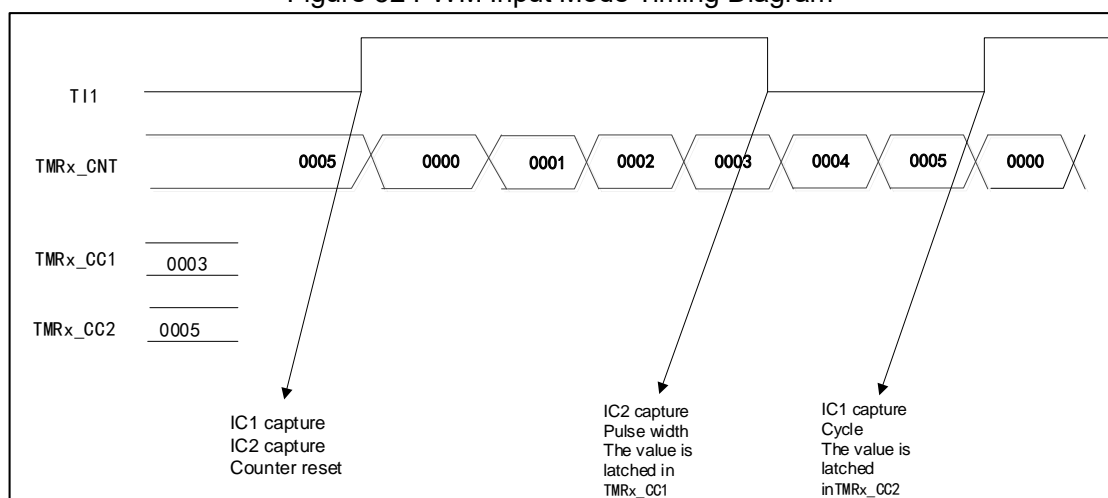 Figure 82 PWM Input Mode Timing Diagram
TI1
TMRx_CNT
0005 0000 0001 0002 0003 0004 0005 0000
TMRx_CC1 0003
TMRx_CC2 0005
IC1 capture
IC2 capture
Counter reset
IC2 capture
Pulse width
The value is
latched in
TMRx_CC1
IC1 capture
Cycle
The value is
latched
inTMRx_CC2